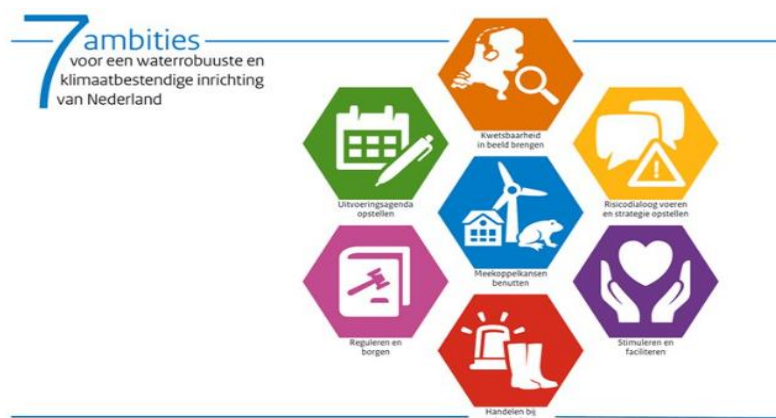 7 ambities
voor een waterrobuuste en
klimaatbestendige inrichting
van Nederland
Kwetsbaarheid
in beeld brengen
Uitvoeringsagenda
opstellen
Risicodialoog voeren
en strategie opstellen
Meekoppelkansen
benutten
Reguleren en
borgen
Stimuleren en
faciliteren
Handelen bij